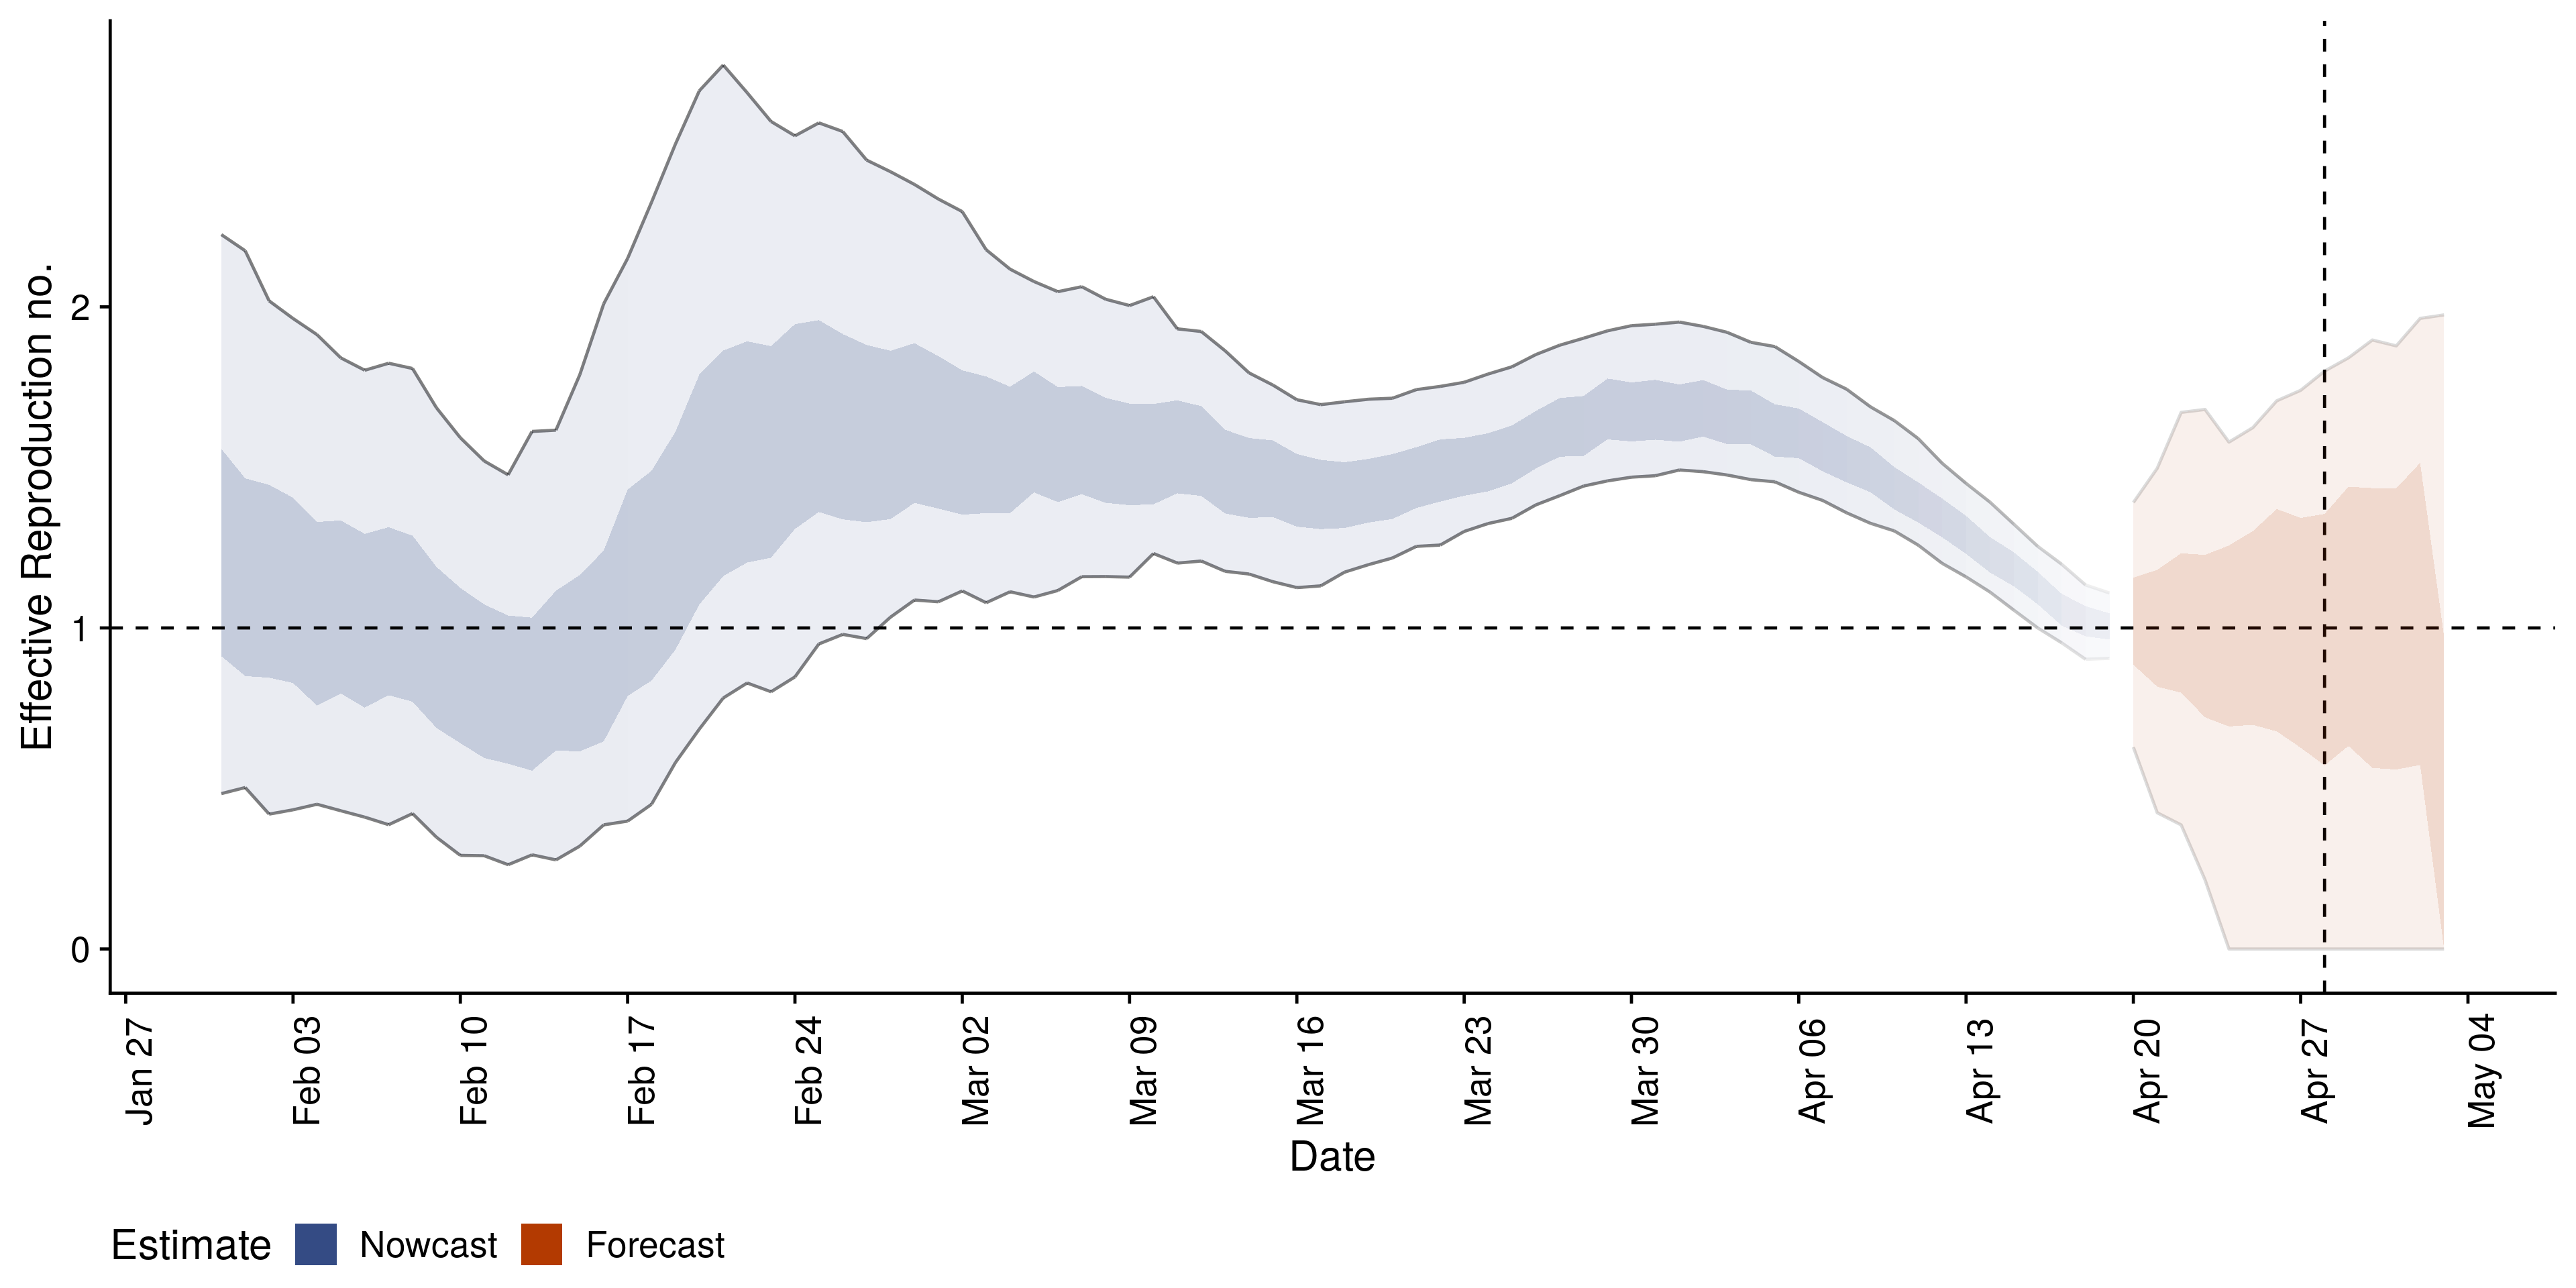 Effective Reproduction no.
2
1
0
Jan 27
Feb 03
Feb 10
Feb 17
Feb 24
Mar 02
Mar 09
Mar 16
Mar 23
Mar 30
Apr 06
Apr 13
Apr 20
Apr 27
May 04
Date
Estimate Nowcast Forecast